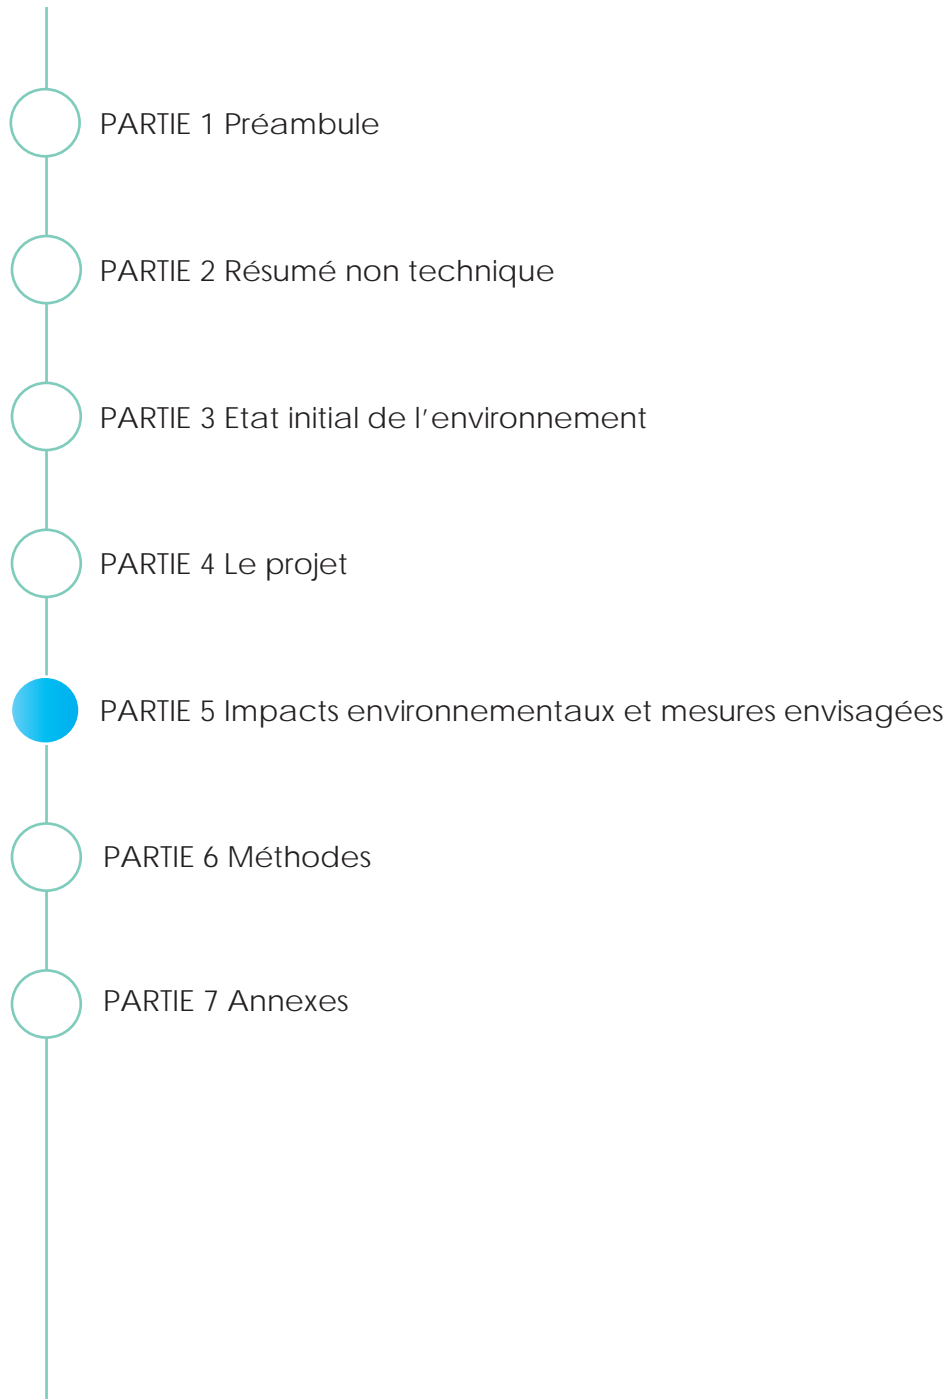 PARTIE 1 Préambule
PARTIE 2 Résumé non technique
PARTIE 3 Etat initial de l’environnement
PARTIE 4 Le projet
PARTIE 5 Impacts environnementaux et mesures envisagées
PARTIE 6 Méthodes
PARTIE 7 Annexes